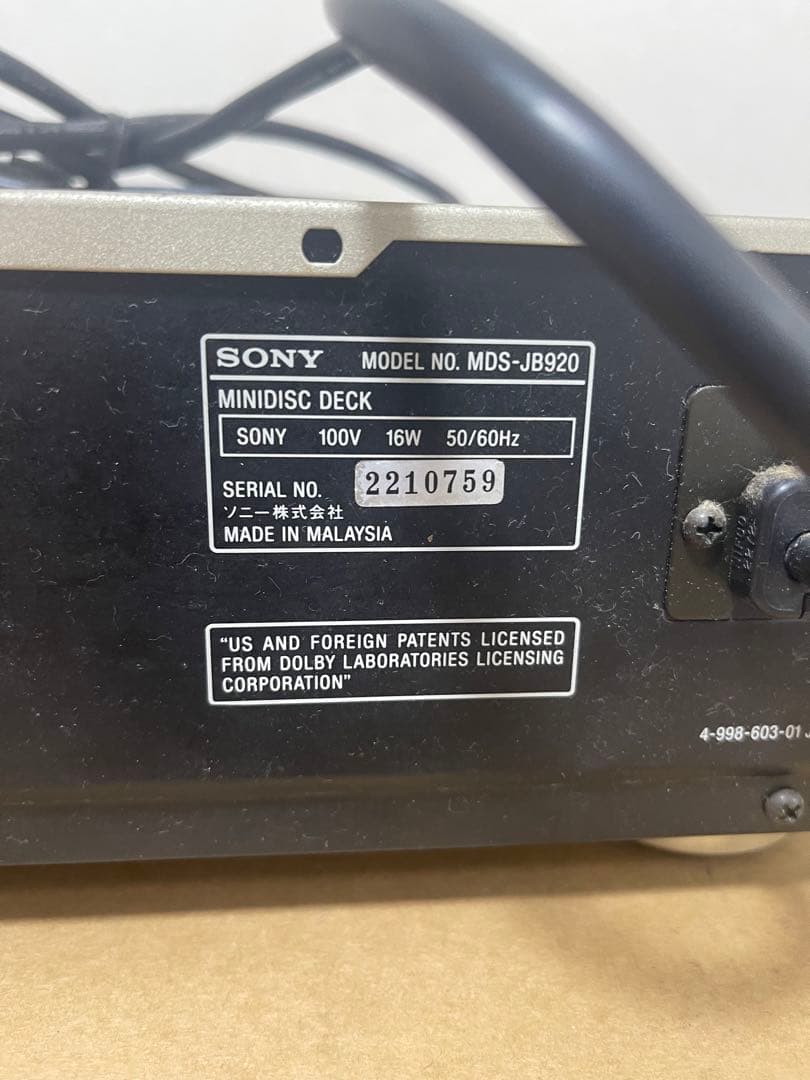 SONY MODEL NO. MDS-JB920
MINIDISC DECK
SONY 100V 16W 50/60Hz
SERIAL NO. 2210759
ソニー株式会社
MADE IN MALAYSIA
"US AND FOREIGN PATENTS LICENSED
FROM DOLBY LABORATORIES LICENSING
CORPORATION"
4-998-603-01